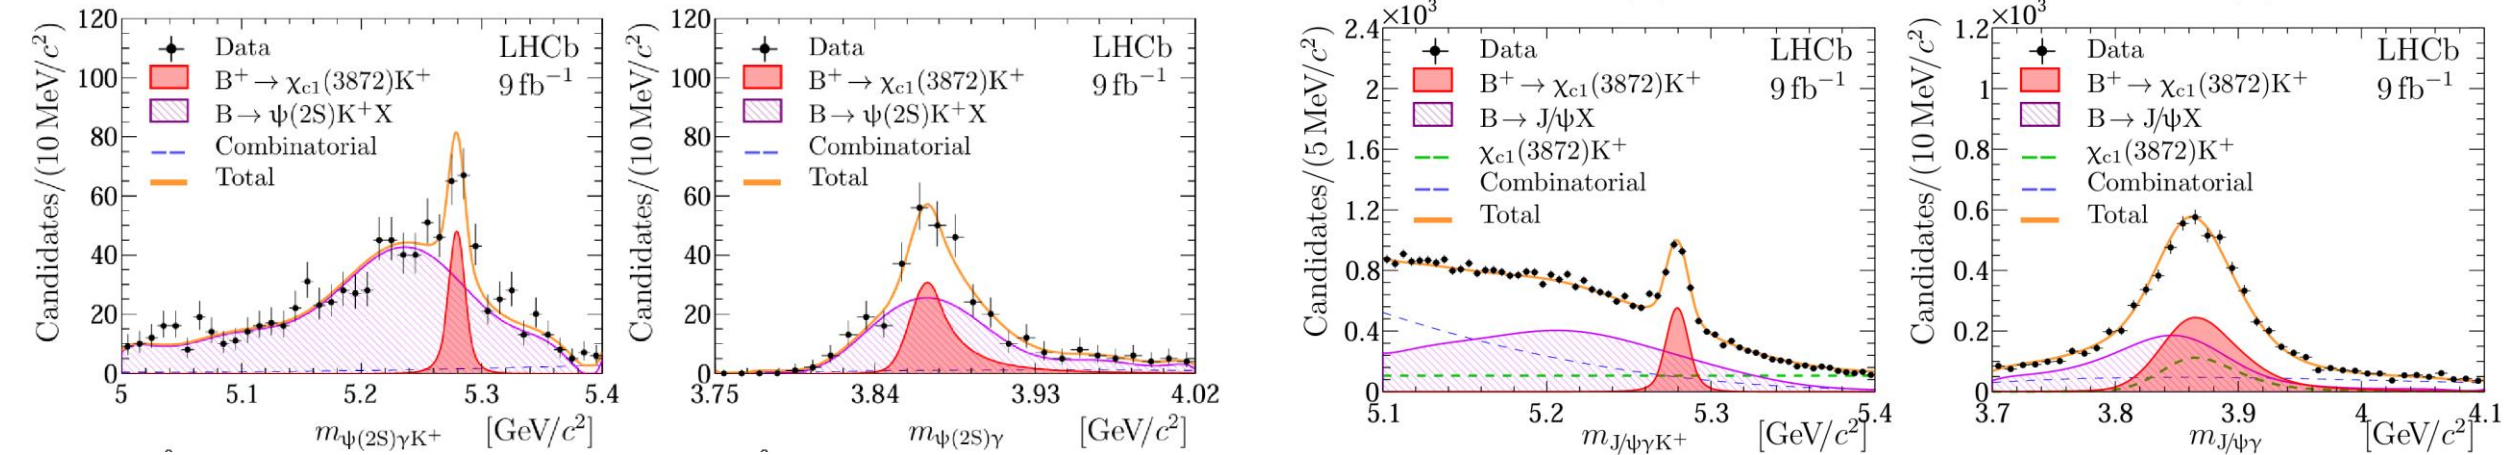 120
100
80
60
40
20
0
Candidates/(10 MeV/c²)
Data
B⁺→χc1(3872)K⁺
B→ψ(2S)K⁺X
Combinatorial
Total
LHCb
9 fb⁻¹
5 5.1 5.2 5.3 5.4
mψ(2S)γK⁺ [GeV/c²]
120
100
80
60
40
20
0
Candidates/(10 MeV/c²)
Data
B⁺→χc1(3872)K⁺
B→ψ(2S)K⁺X
Combinatorial
Total
LHCb
9 fb⁻¹
3.75 3.84 3.93 4.02
mψ(2S)γ [GeV/c²]
×10³
2.4
2
1.6
1.2
0.8
0.4
0
Candidates/(5 MeV/c²)
Data
B⁺→χc1(3872)K⁺
B→J/ψX
χc1(3872)K⁺
Combinatorial
Total
LHCb
9 fb⁻¹
5.1 5.2 5.3 5.4
mJ/ψγK⁺ [GeV/c²]
×10³
1.2
1
0.8
0.6
0.4
0.2
0
Candidates/(10 MeV/c²)
Data
B⁺→χc1(3872)K⁺
B→J/ψX
χc1(3872)K⁺
Combinatorial
Total
LHCb
9 fb⁻¹
3.7 3.8 3.9 4 4.1
mJ/ψγ [GeV/c²]